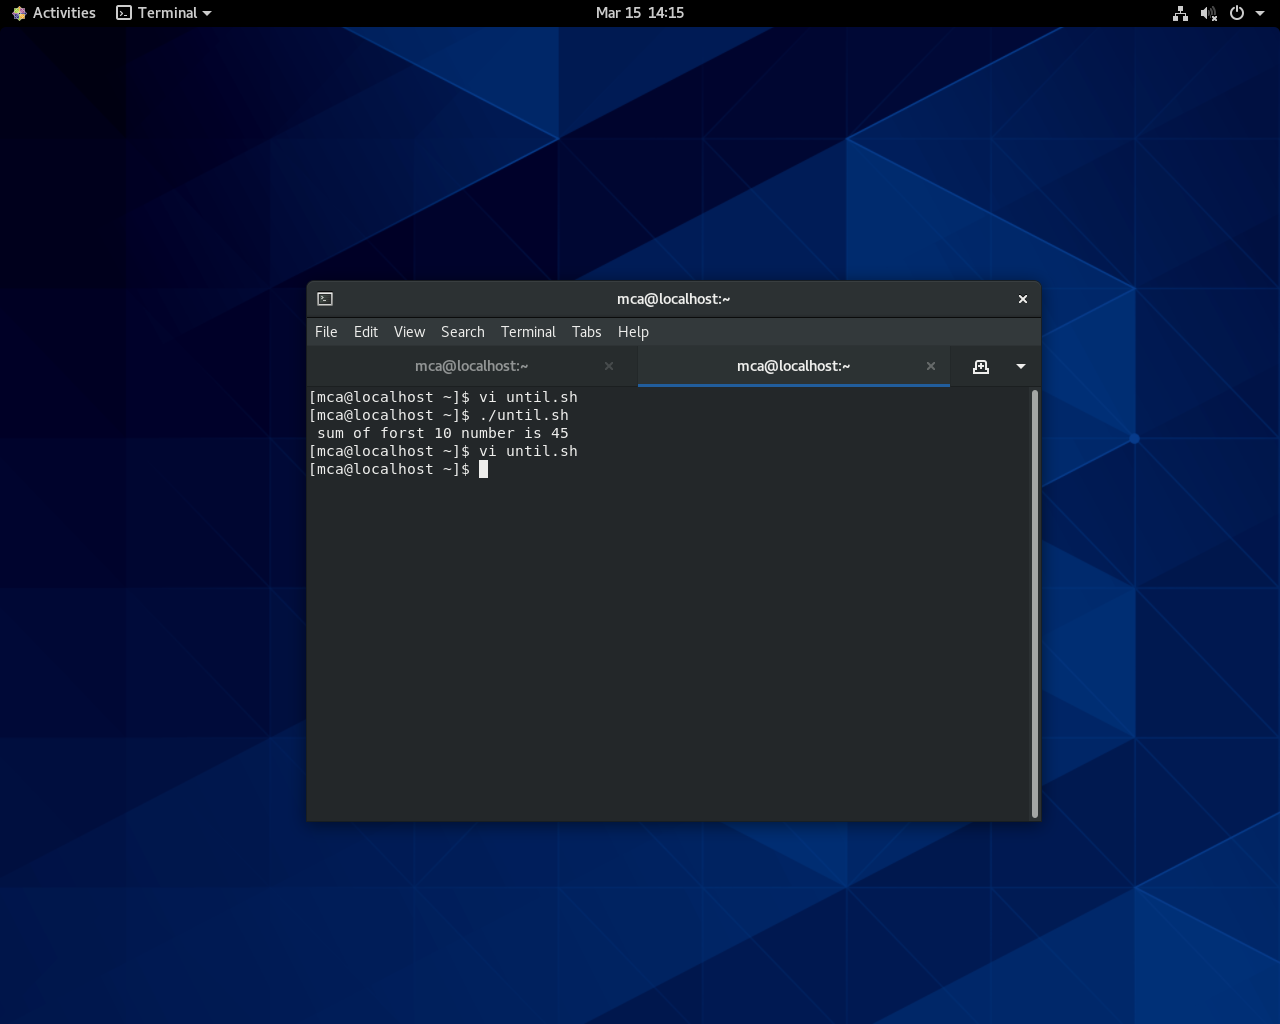 Activities
Terminal
Mar 15 14:15
mca@localhost:~
File Edit View Search Terminal Tabs Help
mca@localhost:~
mca@localhost:~
[mca@localhost ~]$ vi until.sh
[mca@localhost ~]$ ./until.sh
sum of forst 10 number is 45
[mca@localhost ~]$ vi until.sh
[mca@localhost ~]$